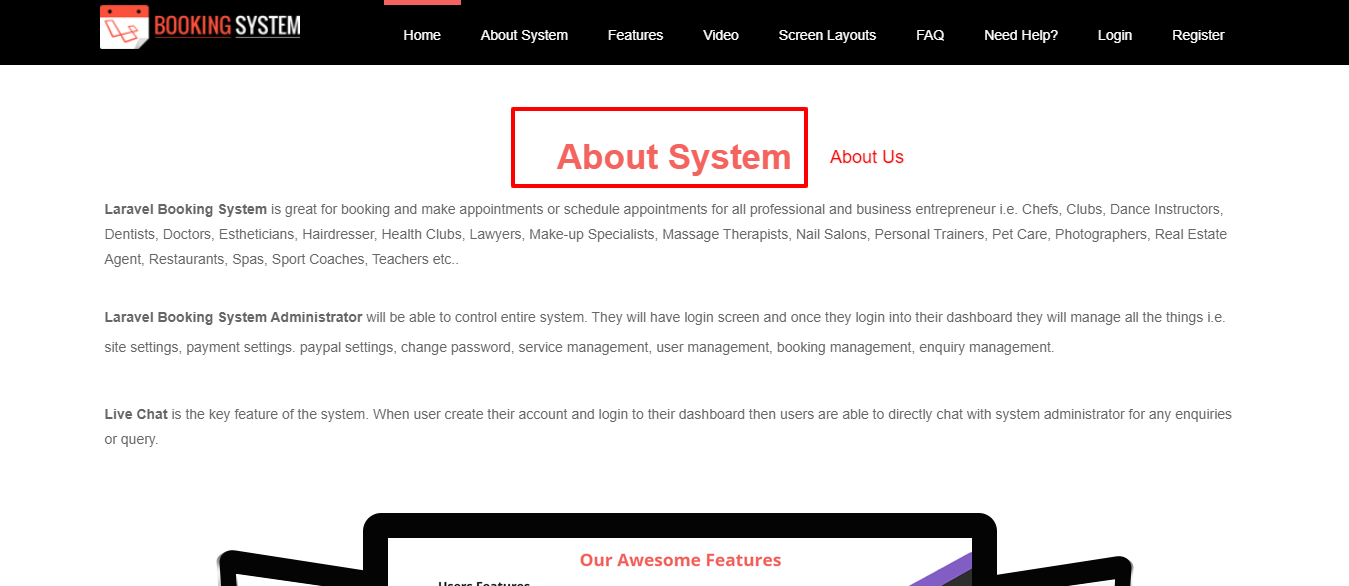 BOOKING SYSTEM
Home About System Features Video Screen Layouts FAQ Need Help? Login Register
About System About Us
Laravel Booking System is great for booking and make appointments or schedule appointments for all professional and business entrepreneur i.e. Chefs, Clubs, Dance Instructors,
Dentists, Doctors, Estheticians, Hairdresser, Health Clubs, Lawyers, Make-up Specialists, Massage Therapists, Nail Salons, Personal Trainers, Pet Care, Photographers, Real Estate
Agent, Restaurants, Spas, Sport Coaches, Teachers etc..
Laravel Booking System Administrator will be able to control entire system. They will have login screen and once they login into their dashboard they will manage all the things i.e.
site settings, payment settings. paypal settings, change password, service management, user management, booking management, enquiry management.
Live Chat is the key feature of the system. When user create their account and login to their dashboard then users are able to directly chat with system administrator for any enquiries
or query.
Our Awesome Features
Users Features